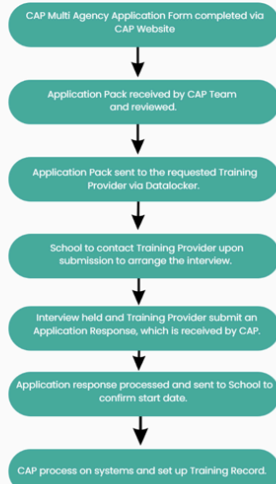 CAP Multi Agency Application Form completed via
CAP Website
Application Pack received by CAP Team
and reviewed.
Application Pack sent to the requested Training
Provider via Datalocker.
School to contact Training Provider upon
submission to arrange the interview.
Interview held and Training Provider submit an
Application Response, which is received by CAP.
Application response processed and sent to School to
confirm start date.
CAP process on systems and set up Training Record.